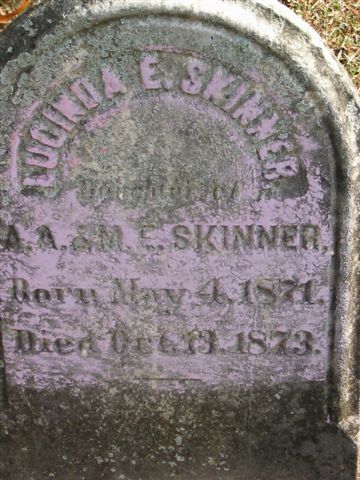 LUCINDA E. SKINNER
Daughter of
A. A. & M. E. SKINNER,
Born May 4, 1871.
Died Oct. 13, 1873.